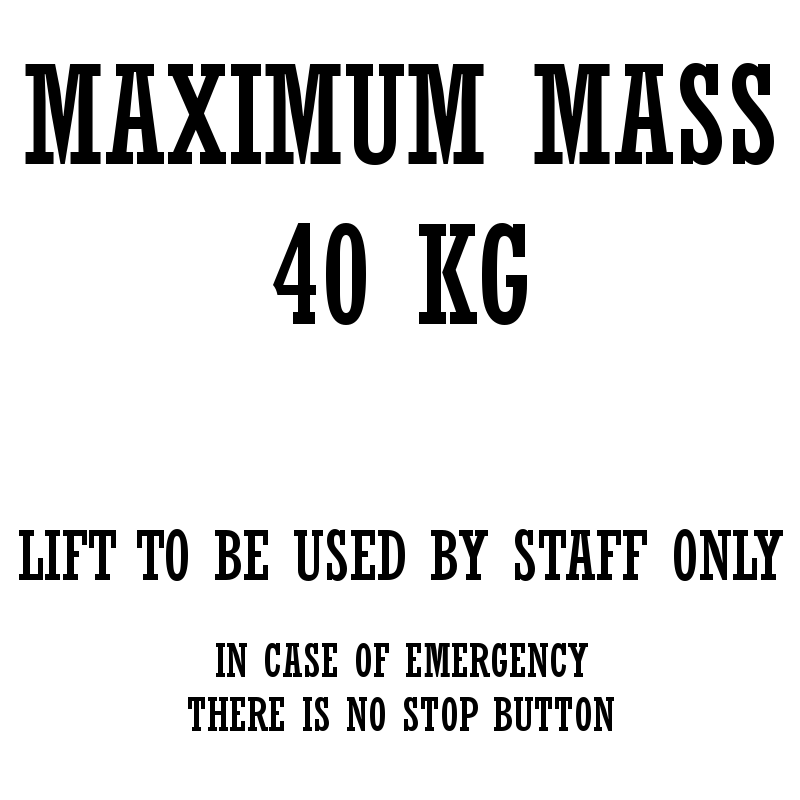 MAXIMUM MASS
40 KG
LIFT TO BE USED BY STAFF ONLY
IN CASE OF EMERGENCY
THERE IS NO STOP BUTTON